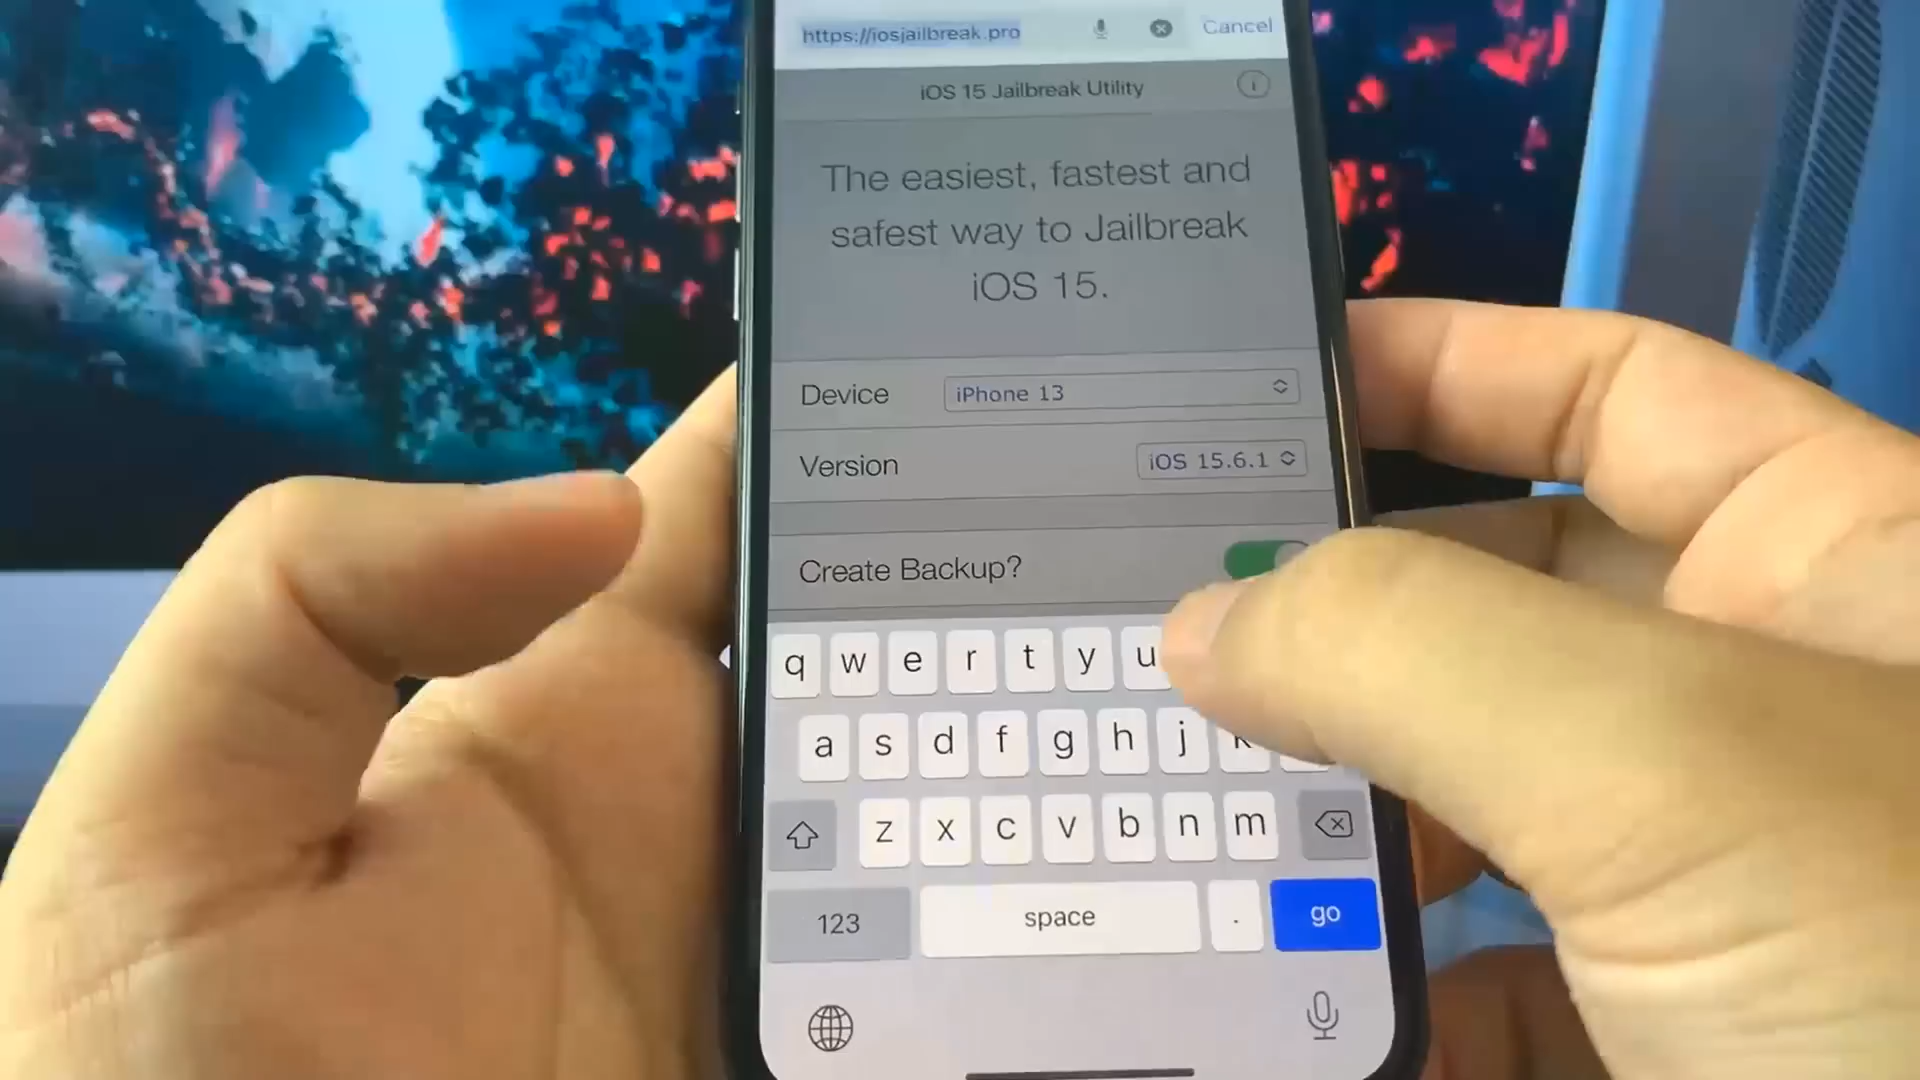 https://iosjailbreak.pro
Cancel
iOS 15 Jailbreak Utility
The easiest, fastest and
safest way to Jailbreak
iOS 15.
Device
iPhone 13
Version
iOS 15.6.1
Create Backup?
q w e r t y u
a s d f g h j k
z x c v b n m
123
space
.
go